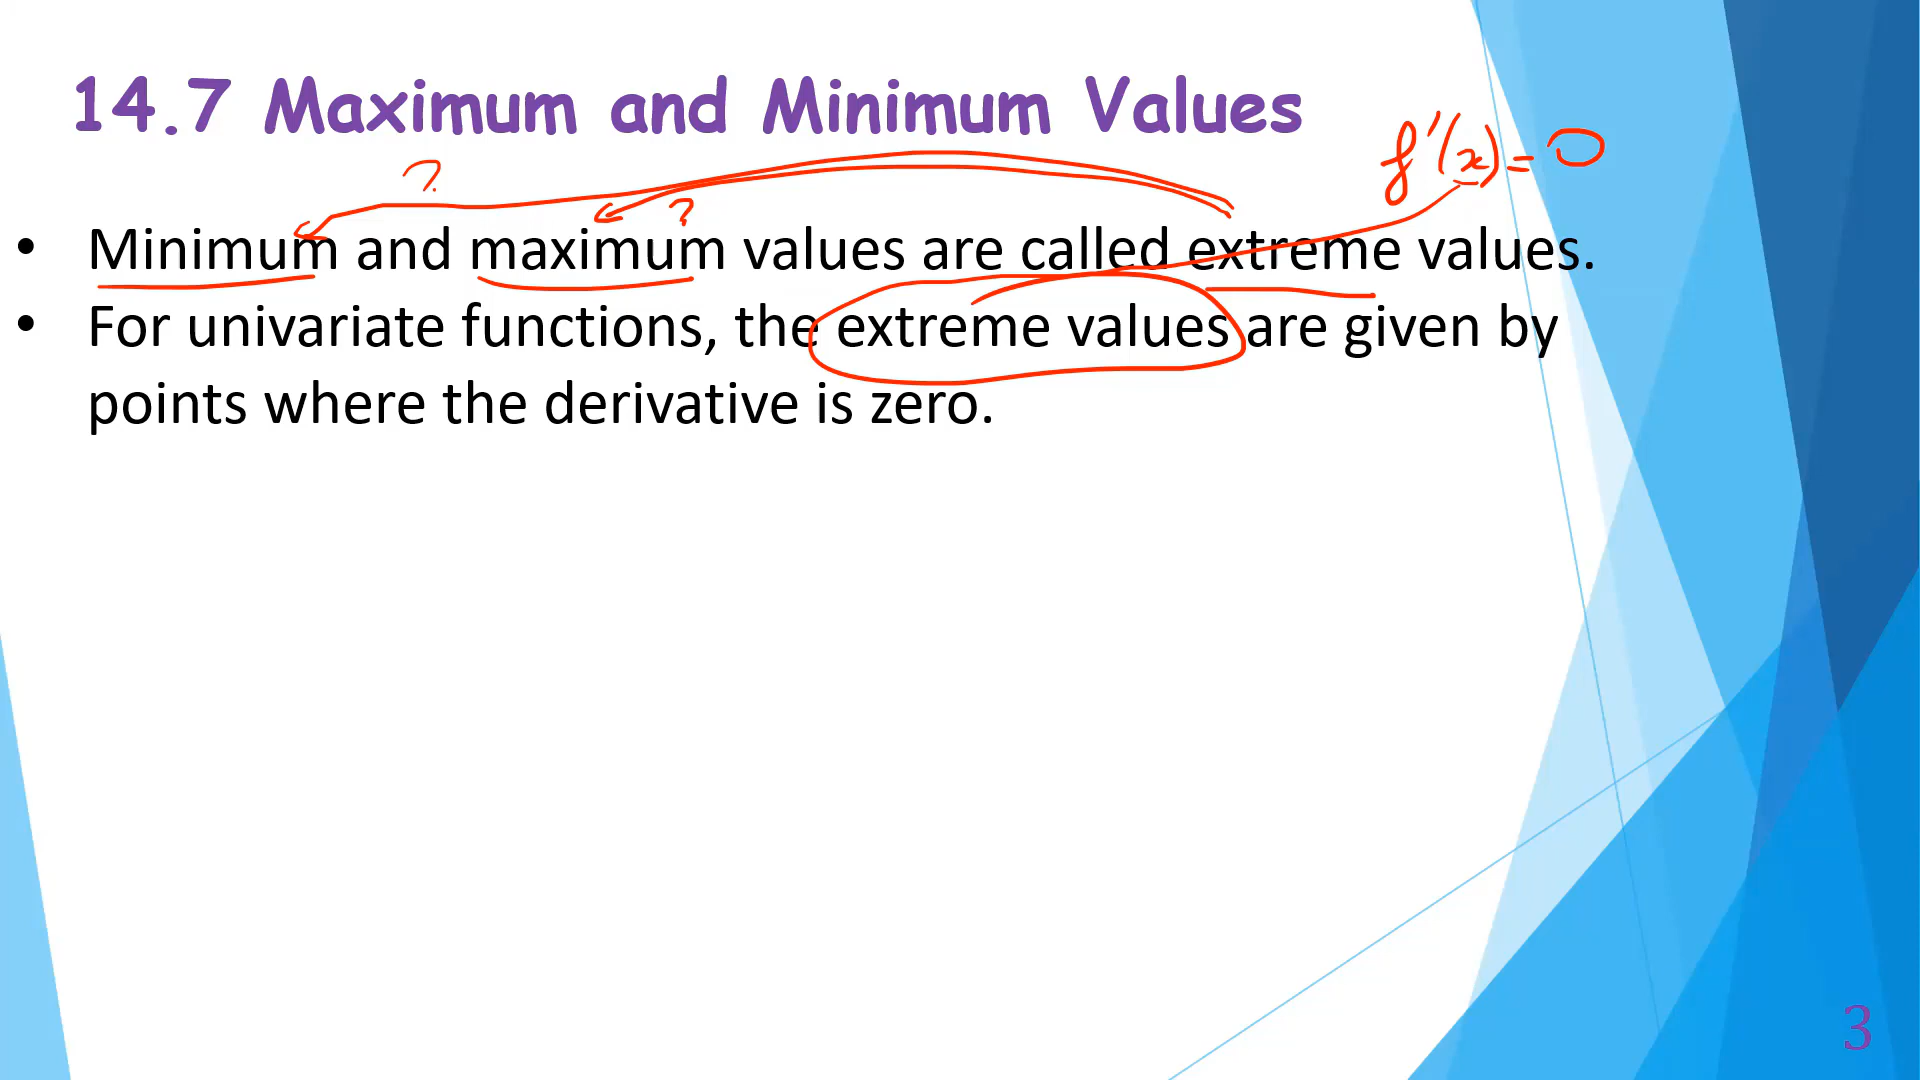 14.7 Maximum and Minimum Values
f'(x) = 0
?
?
• Minimum and maximum values are called extreme values.
• For univariate functions, the extreme values are given by
points where the derivative is zero.
3